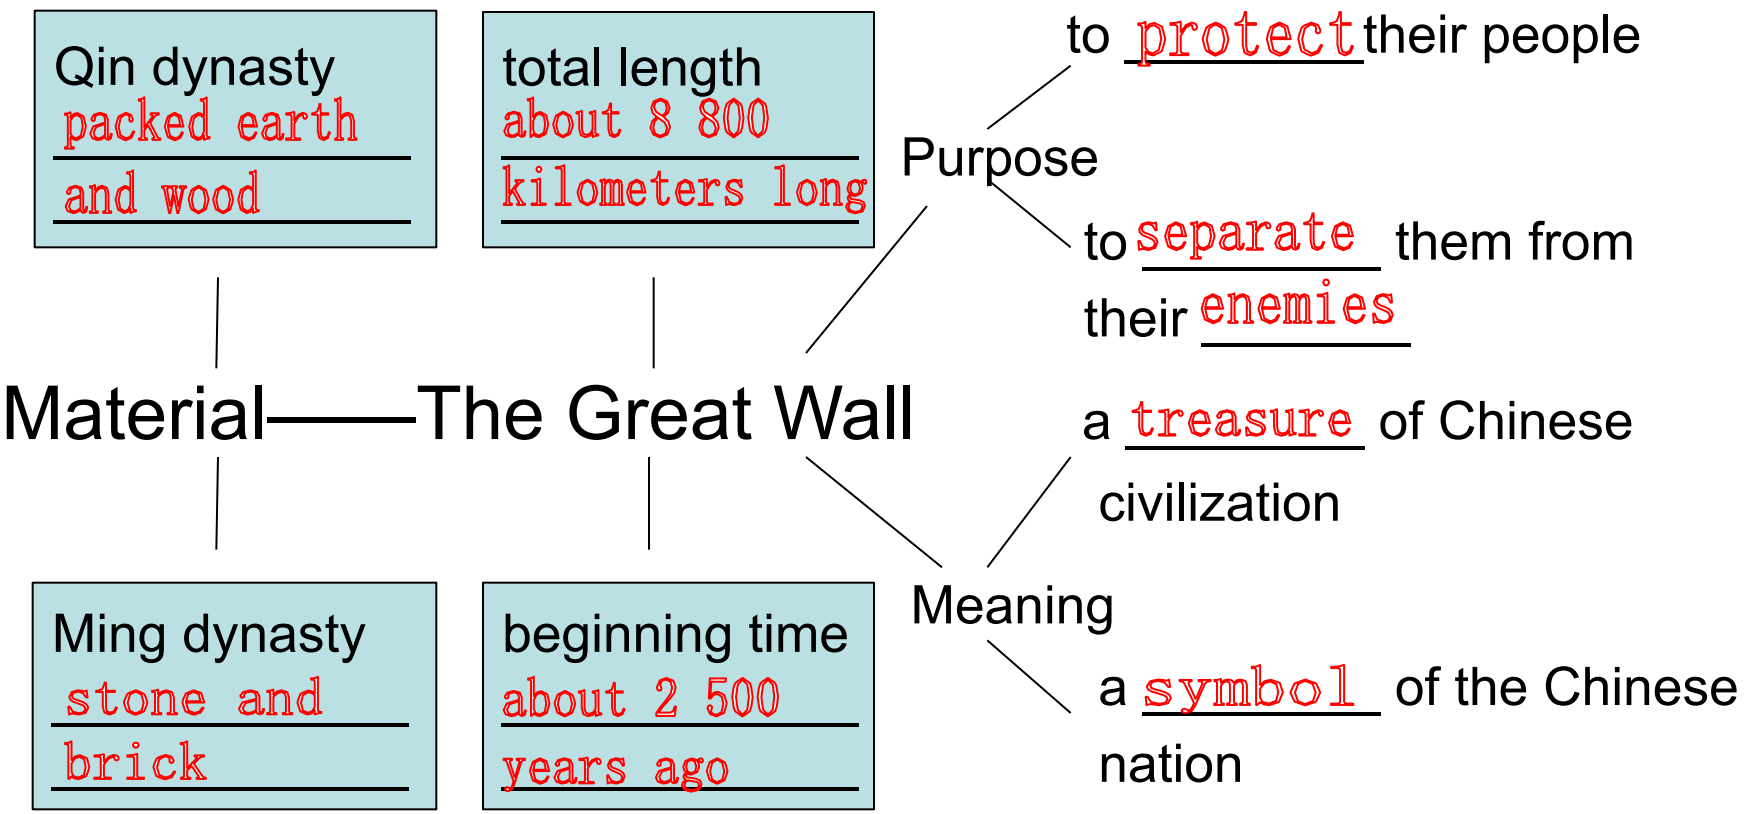 Qin dynasty
packed earth
and wood
total length
about 8 800
kilometers long
to protect their people
Purpose
to separate them from
their enemies
Material——The Great Wall
a treasure of Chinese
civilization
Meaning
a symbol of the Chinese
nation
Ming dynasty
stone and
brick
beginning time
about 2 500
years ago